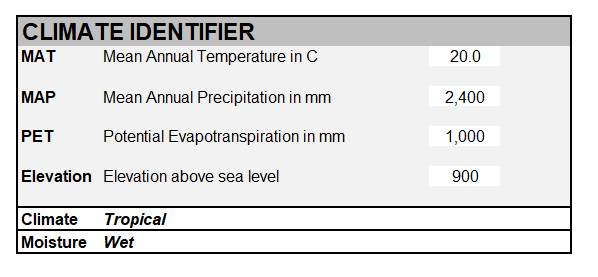 CLIMATE IDENTIFIER
MAT Mean Annual Temperature in C 20.0
MAP Mean Annual Precipitation in mm 2,400
PET Potential Evapotranspiration in mm 1,000
Elevation Elevation above sea level 900
Climate Tropical
Moisture Wet